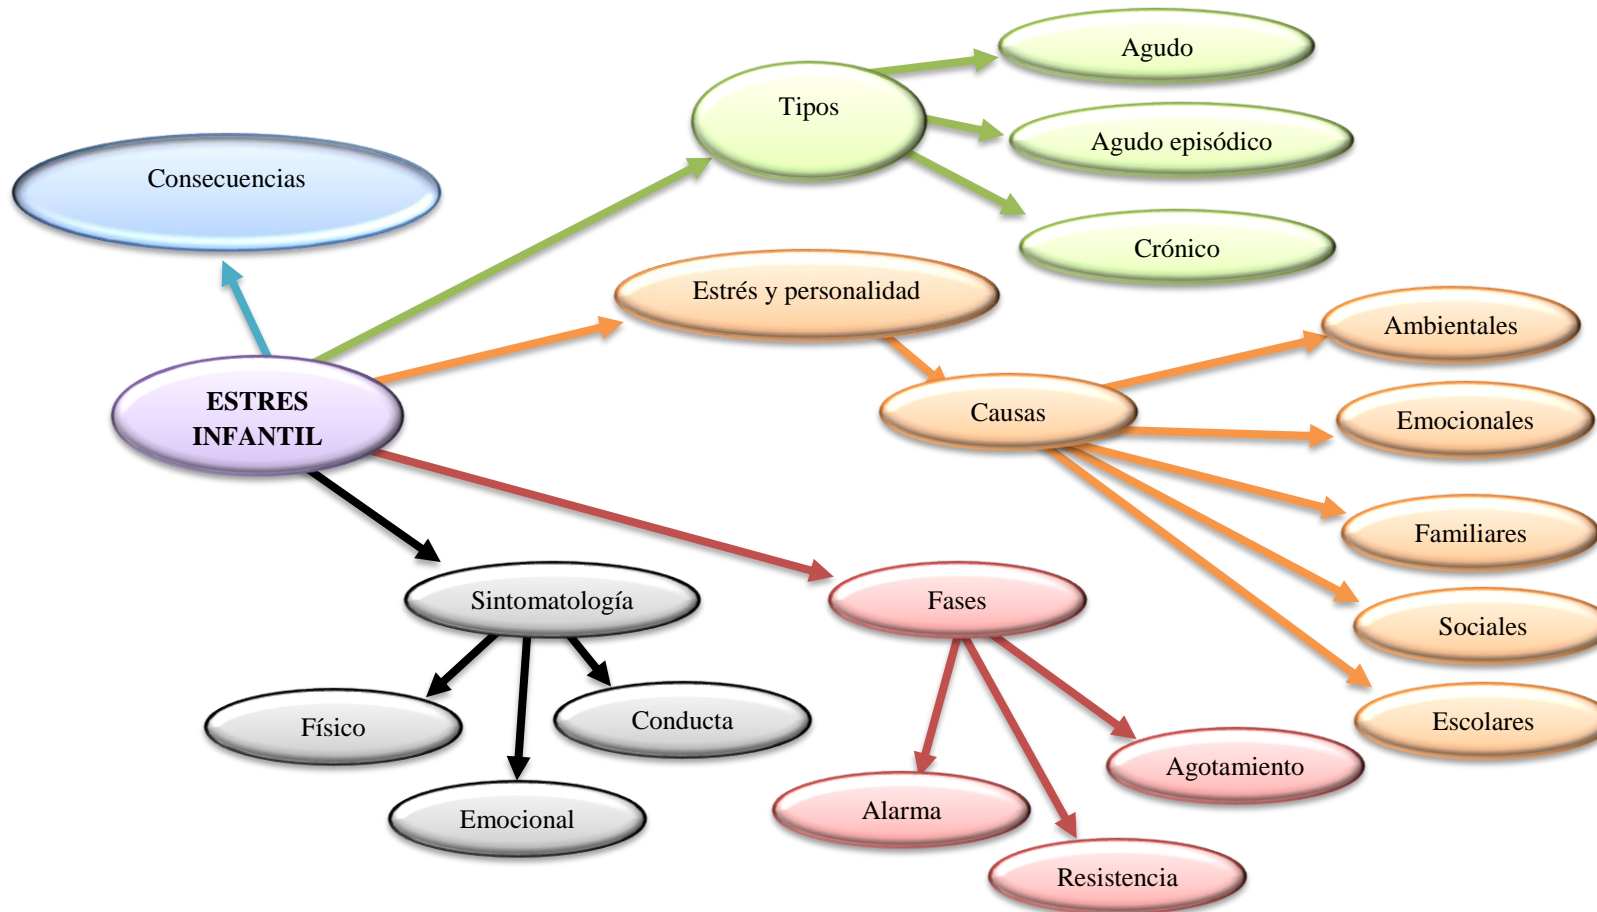 Agudo
Tipos
Agudo episódico
Consecuencias
Crónico
Estrés y personalidad
Ambientales
ESTRES
INFANTIL
Causas
Emocionales
Familiares
Sintomatología
Fases
Sociales
Físico
Conducta
Escolares
Agotamiento
Emocional
Alarma
Resistencia